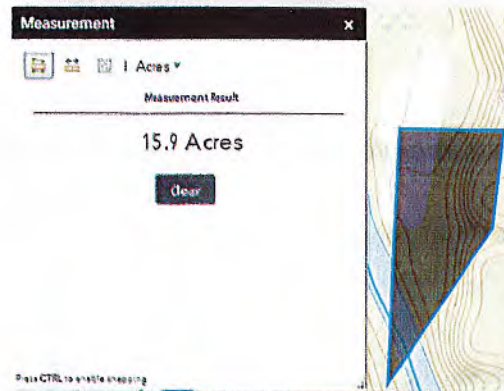 Measurement ×
| Acres
Measurement Result
15.9 Acres
Clear
Press CTRL to enable snapping